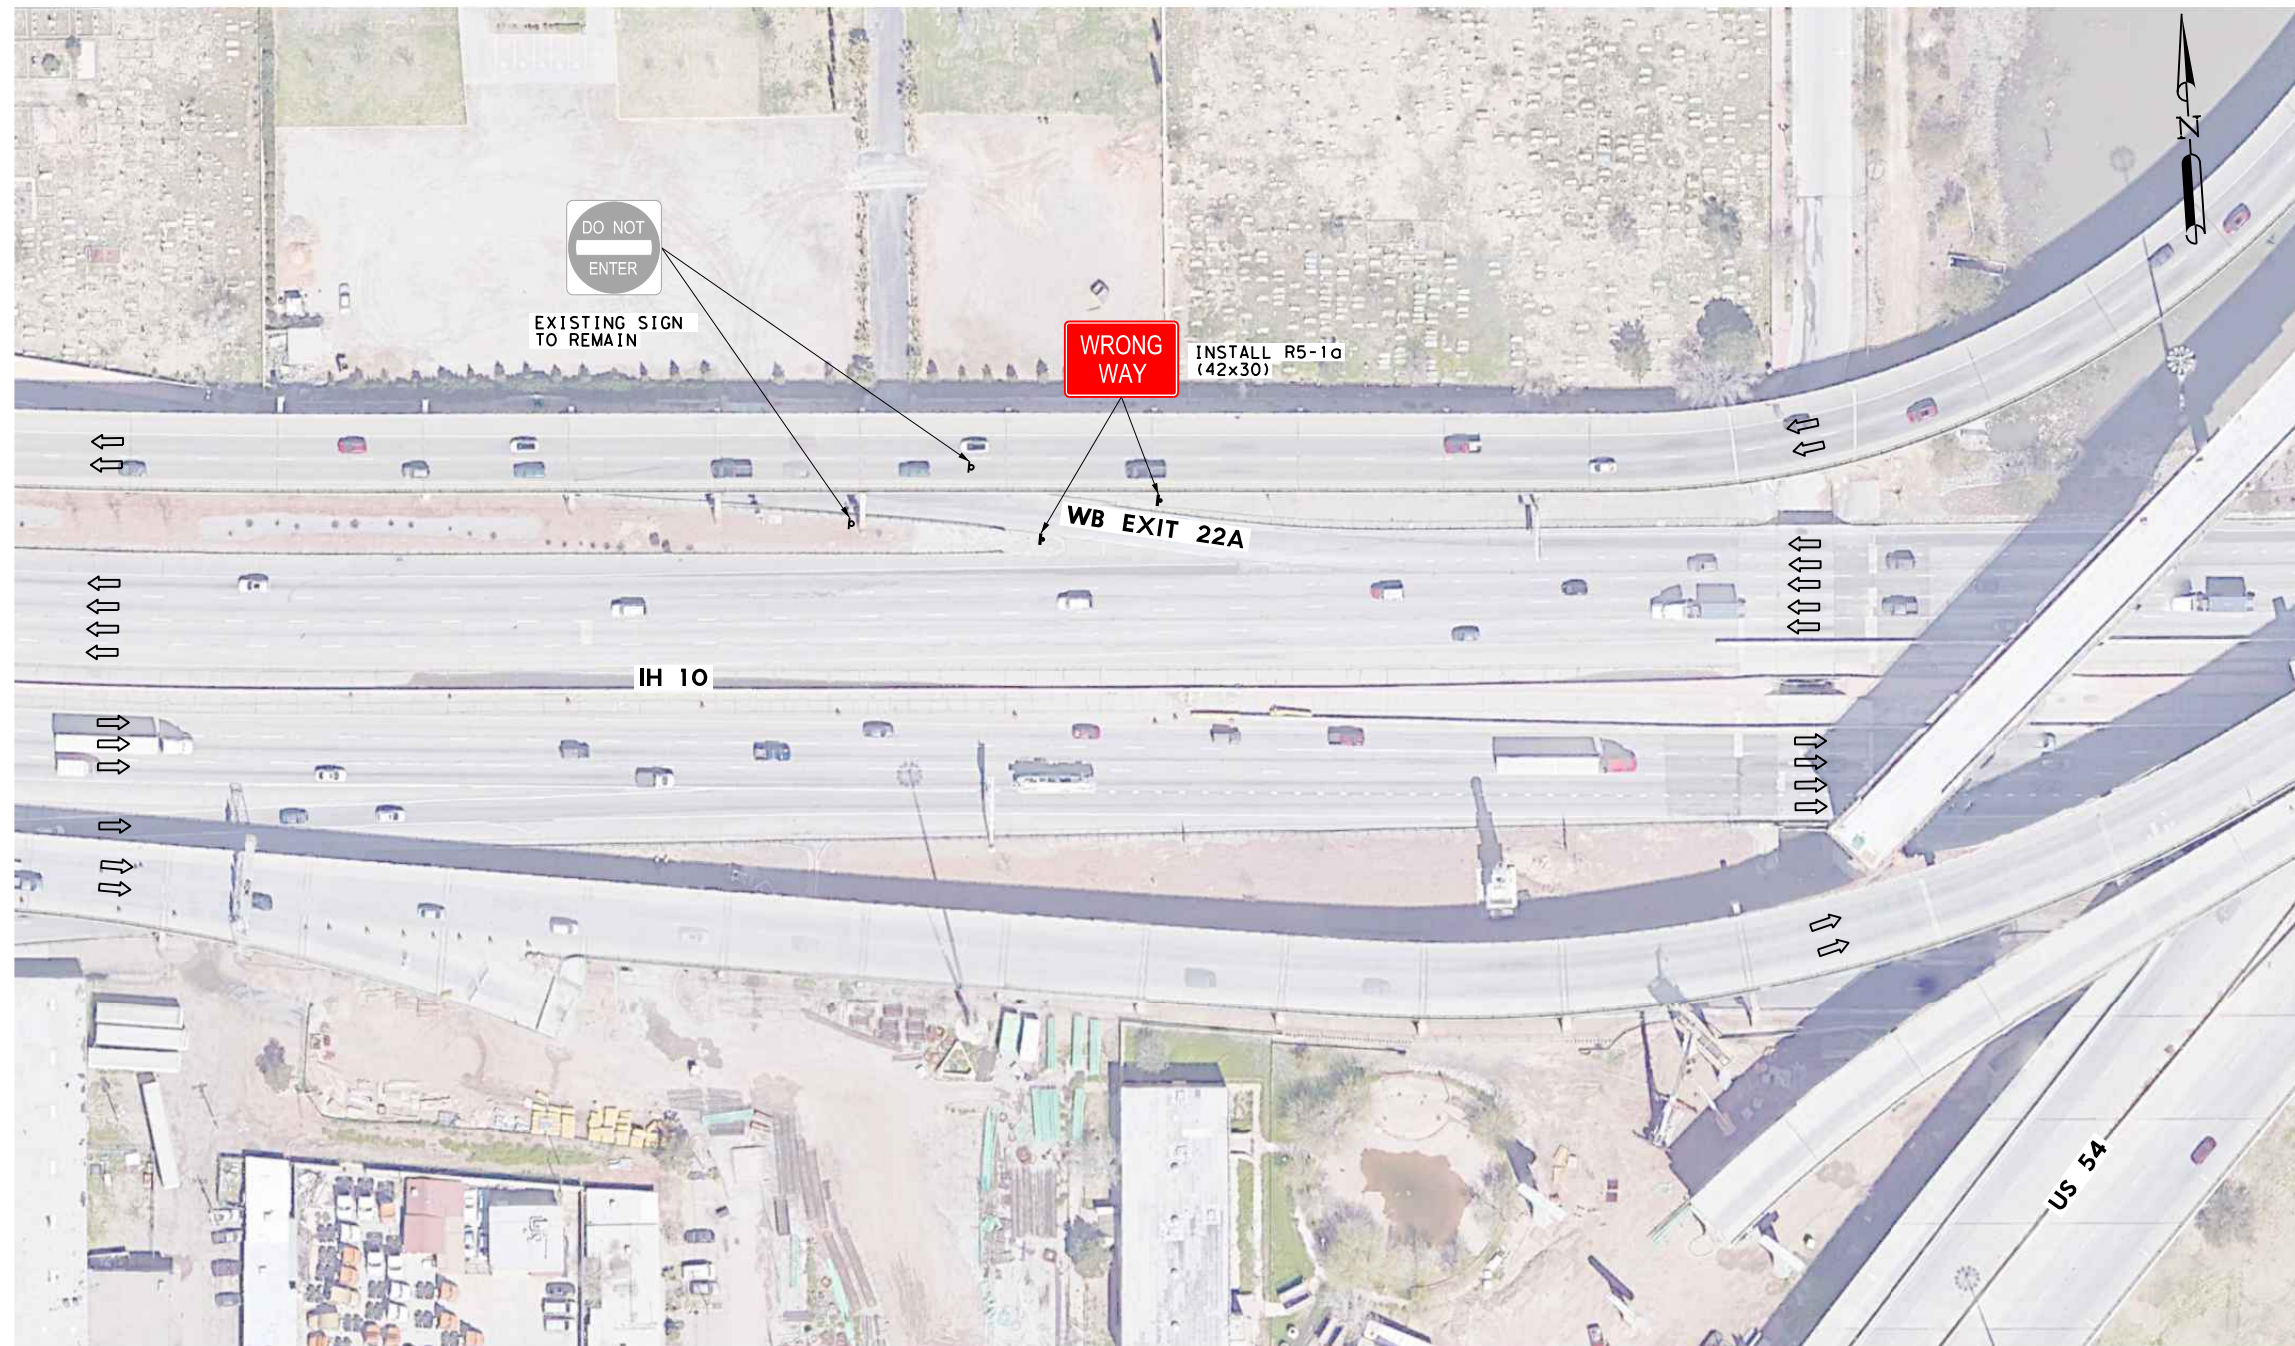 N
DO NOT
ENTER
EXISTING SIGN
TO REMAIN
WRONG
WAY
INSTALL R5-1a
(42x30)
WB EXIT 22A
IH 10
US 54